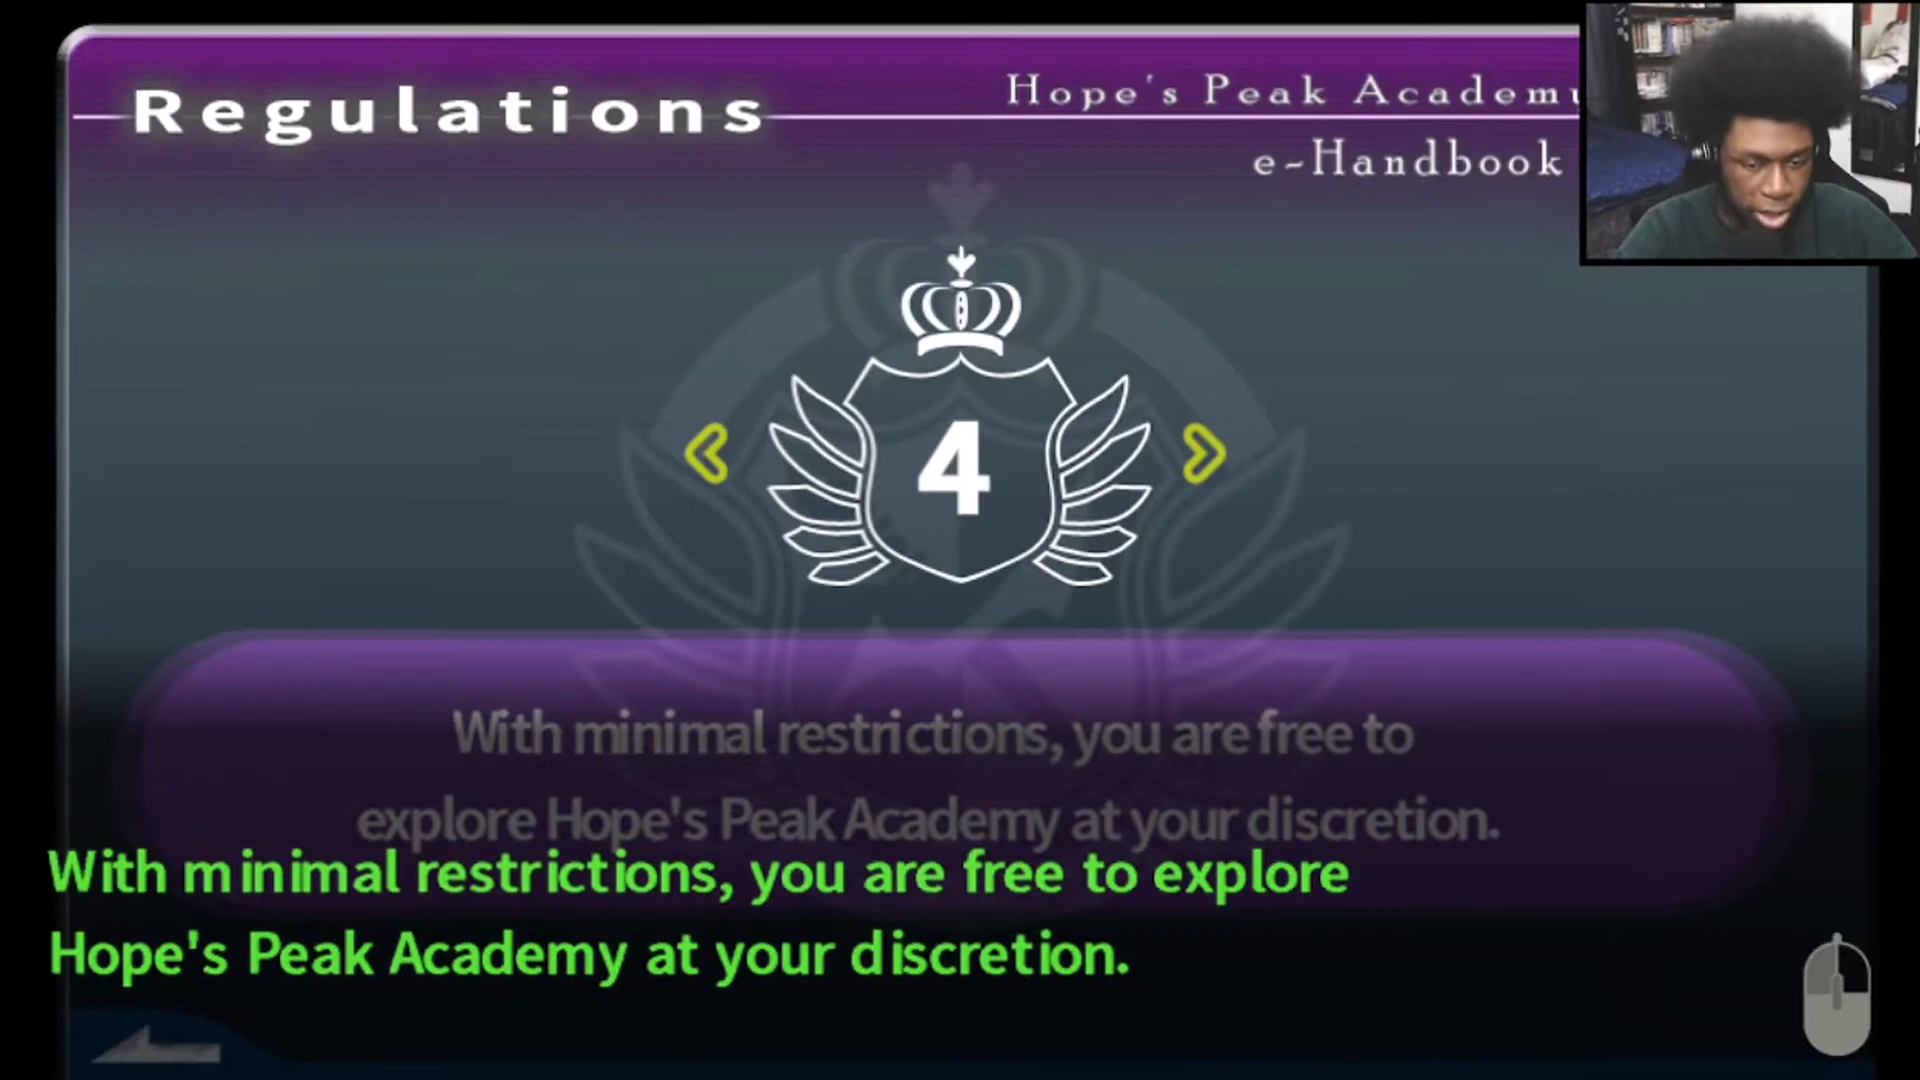 Regulations
Hope's Peak Academy
e-Handbook
4
With minimal restrictions, you are free to
explore Hope's Peak Academy at your discretion.
With minimal restrictions, you are free to explore
Hope's Peak Academy at your discretion.